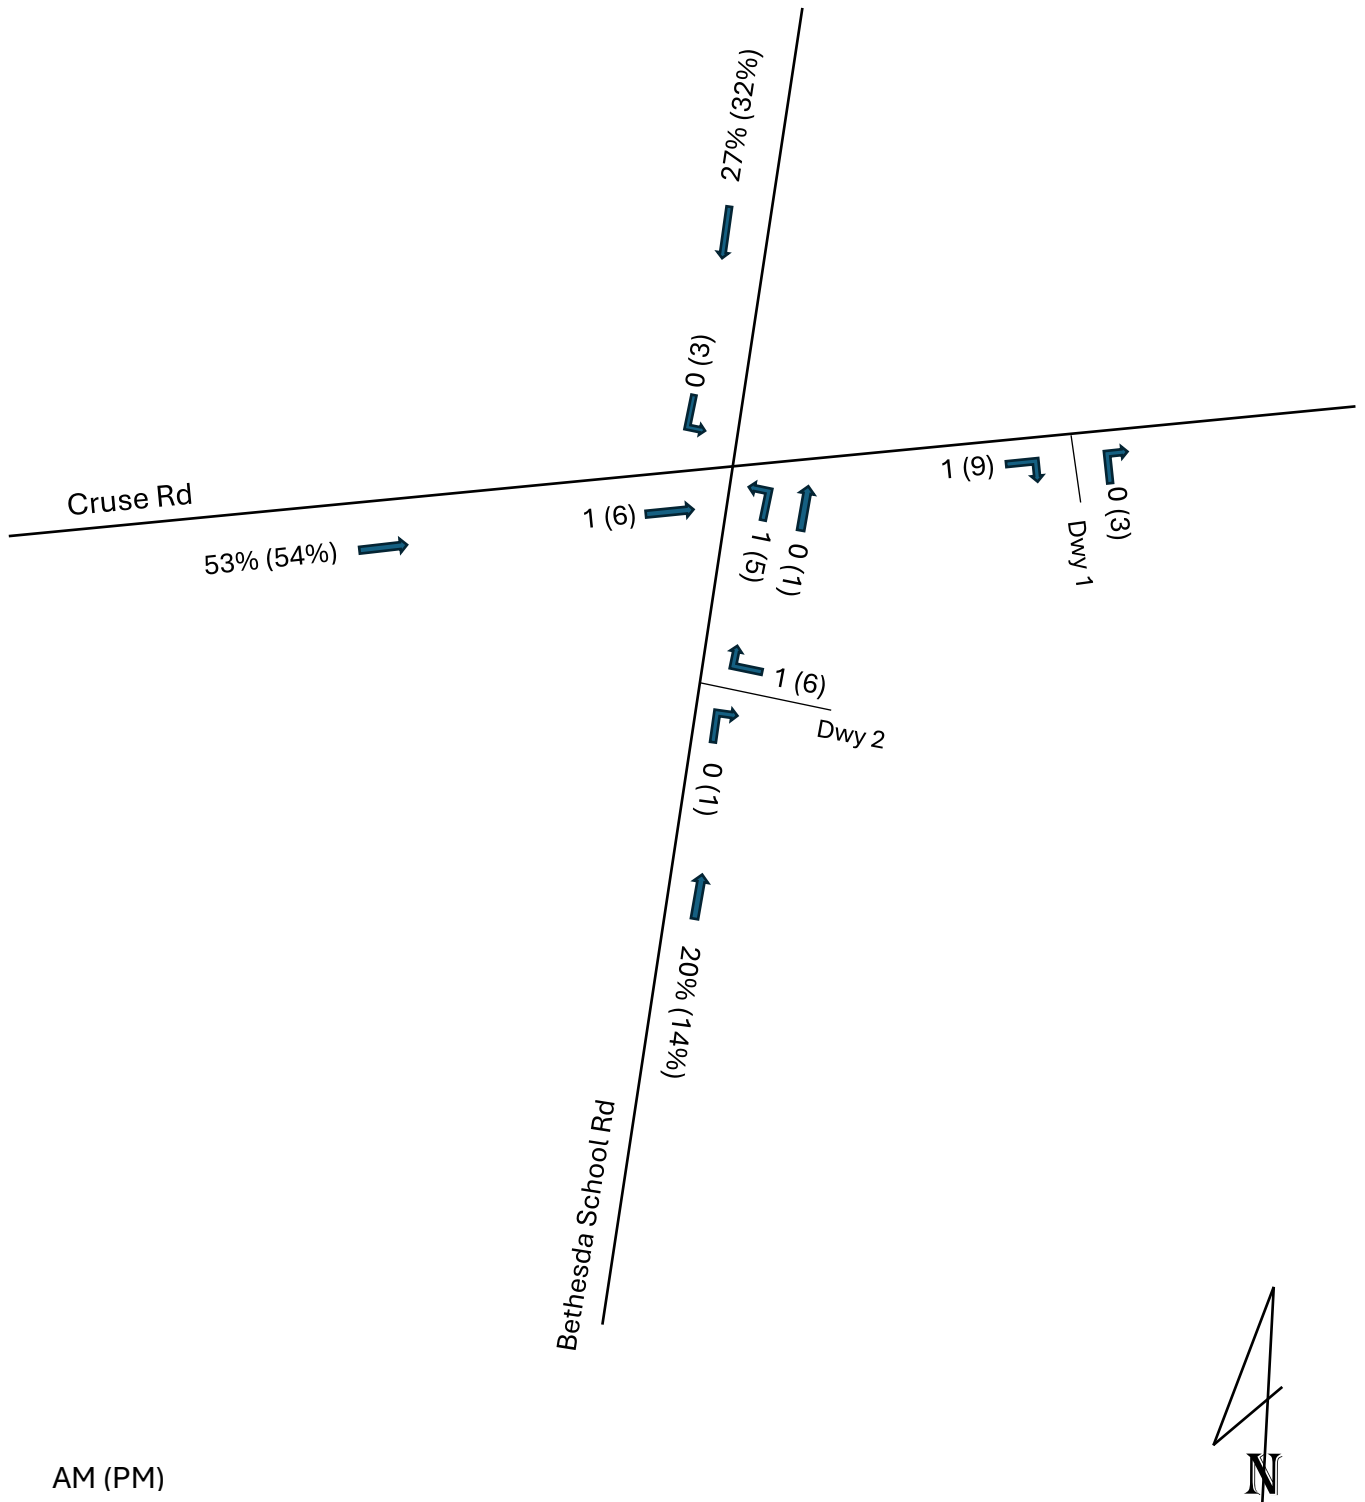 27% (32%)
0 (3)
Cruse Rd
53% (54%)
1 (6)
1 (5)
0 (1)
1 (9)
0 (3)
Dwy 1
1 (6)
Dwy 2
0 (1)
20% (14%)
Bethesda School Rd
AM (PM)
N